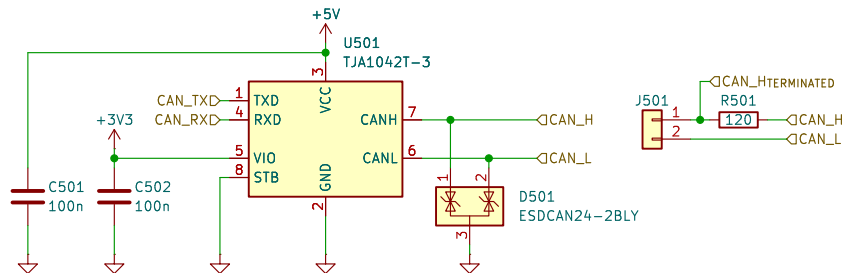 +5V
U501
TJA1042T-3
3
VCC
CAN_TX 1 TXD
CAN_RX 4 RXD
CANH 7 CAN_H
+3V3
5 VIO
CANL 6 CAN_L
8 STB
GND
2
C501
100n
C502
100n
1 2
D501
ESDCAN24-2BLY
3
CAN_HTERMINATED
J501
R501
1 120 CAN_H
2 CAN_L